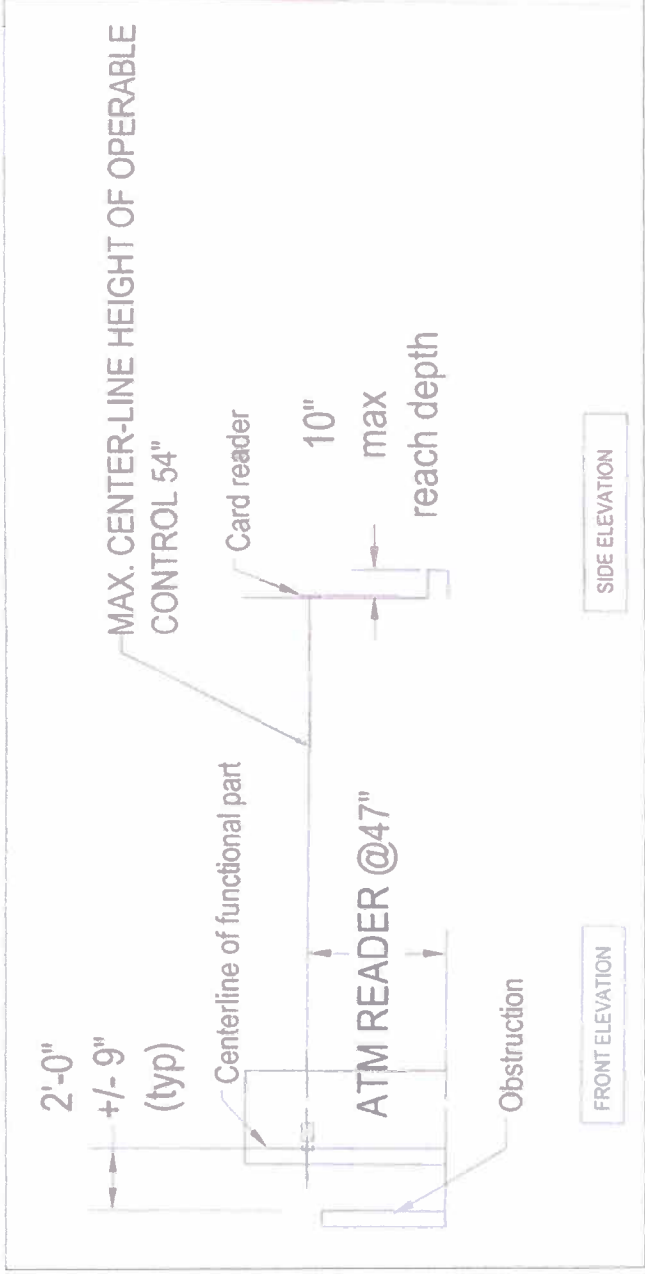 2'-0"
+/- 9"
(typ)
Centerline of functional part
ATM READER @47"
Obstruction
FRONT ELEVATION
MAX. CENTER-LINE HEIGHT OF OPERABLE
CONTROL 54"
Card reader
10"
max
reach depth
SIDE ELEVATION